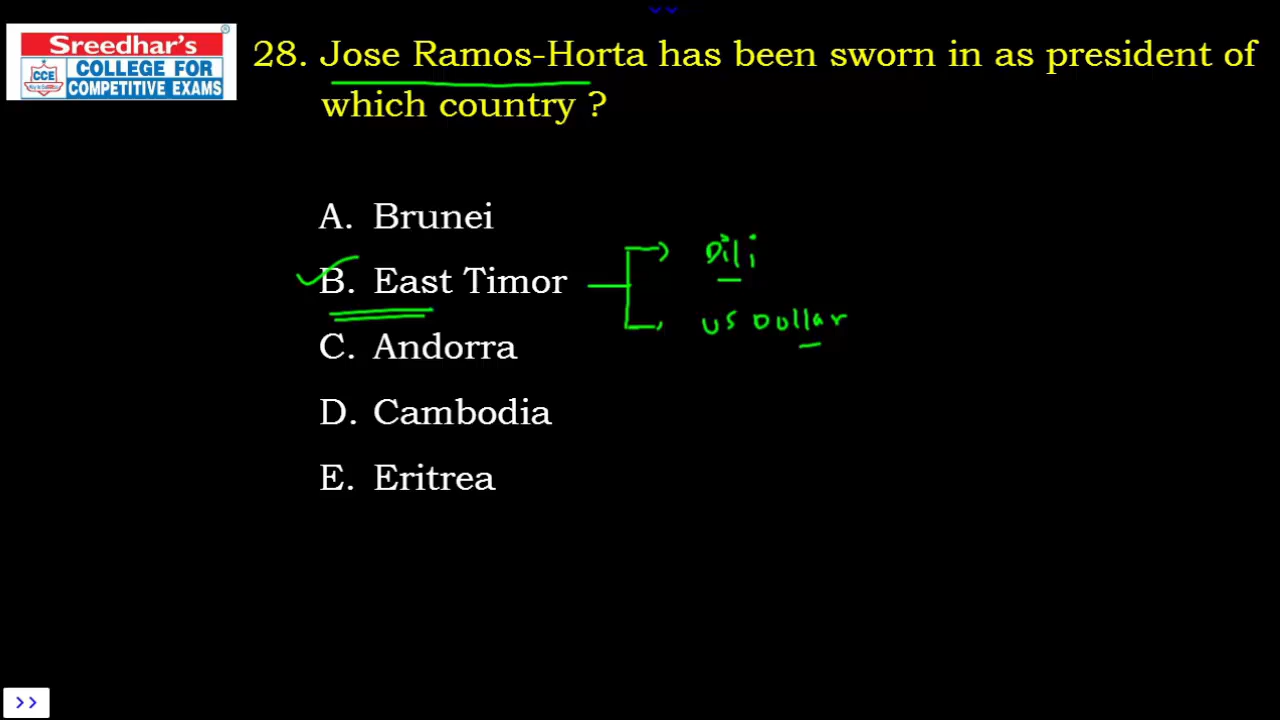 Sreedhar's
CCE
COLLEGE FOR
COMPETITIVE EXAMS
28. Jose Ramos-Horta has been sworn in as president of
which country ?
A. Brunei
B. East Timor
Dili
US Dollar
C. Andorra
D. Cambodia
E. Eritrea
>>